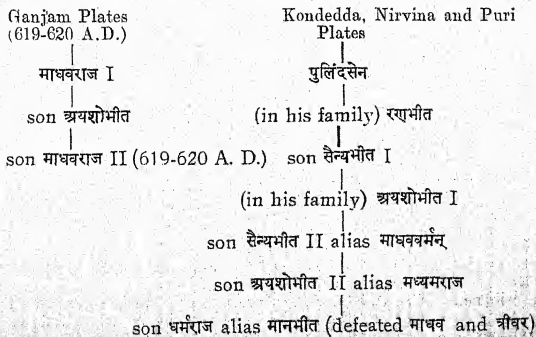 Ganjam Plates
(619-620 A.D.)
माधवराज I
son अयशोभीत
son माधवराज II (619-620 A. D.)
Kondedda, Nirvina and Puri
Plates
पुलिंदसेन
(in his family) रणभीत
son सैन्यभीत I
(in his family) अयशोभीत I
son सैन्यभीत II alias माधववर्मन्
son अयशोभीत II alias मध्यमराज
son धर्मराज alias मानभीत (defeated माधव and त्रीवर)